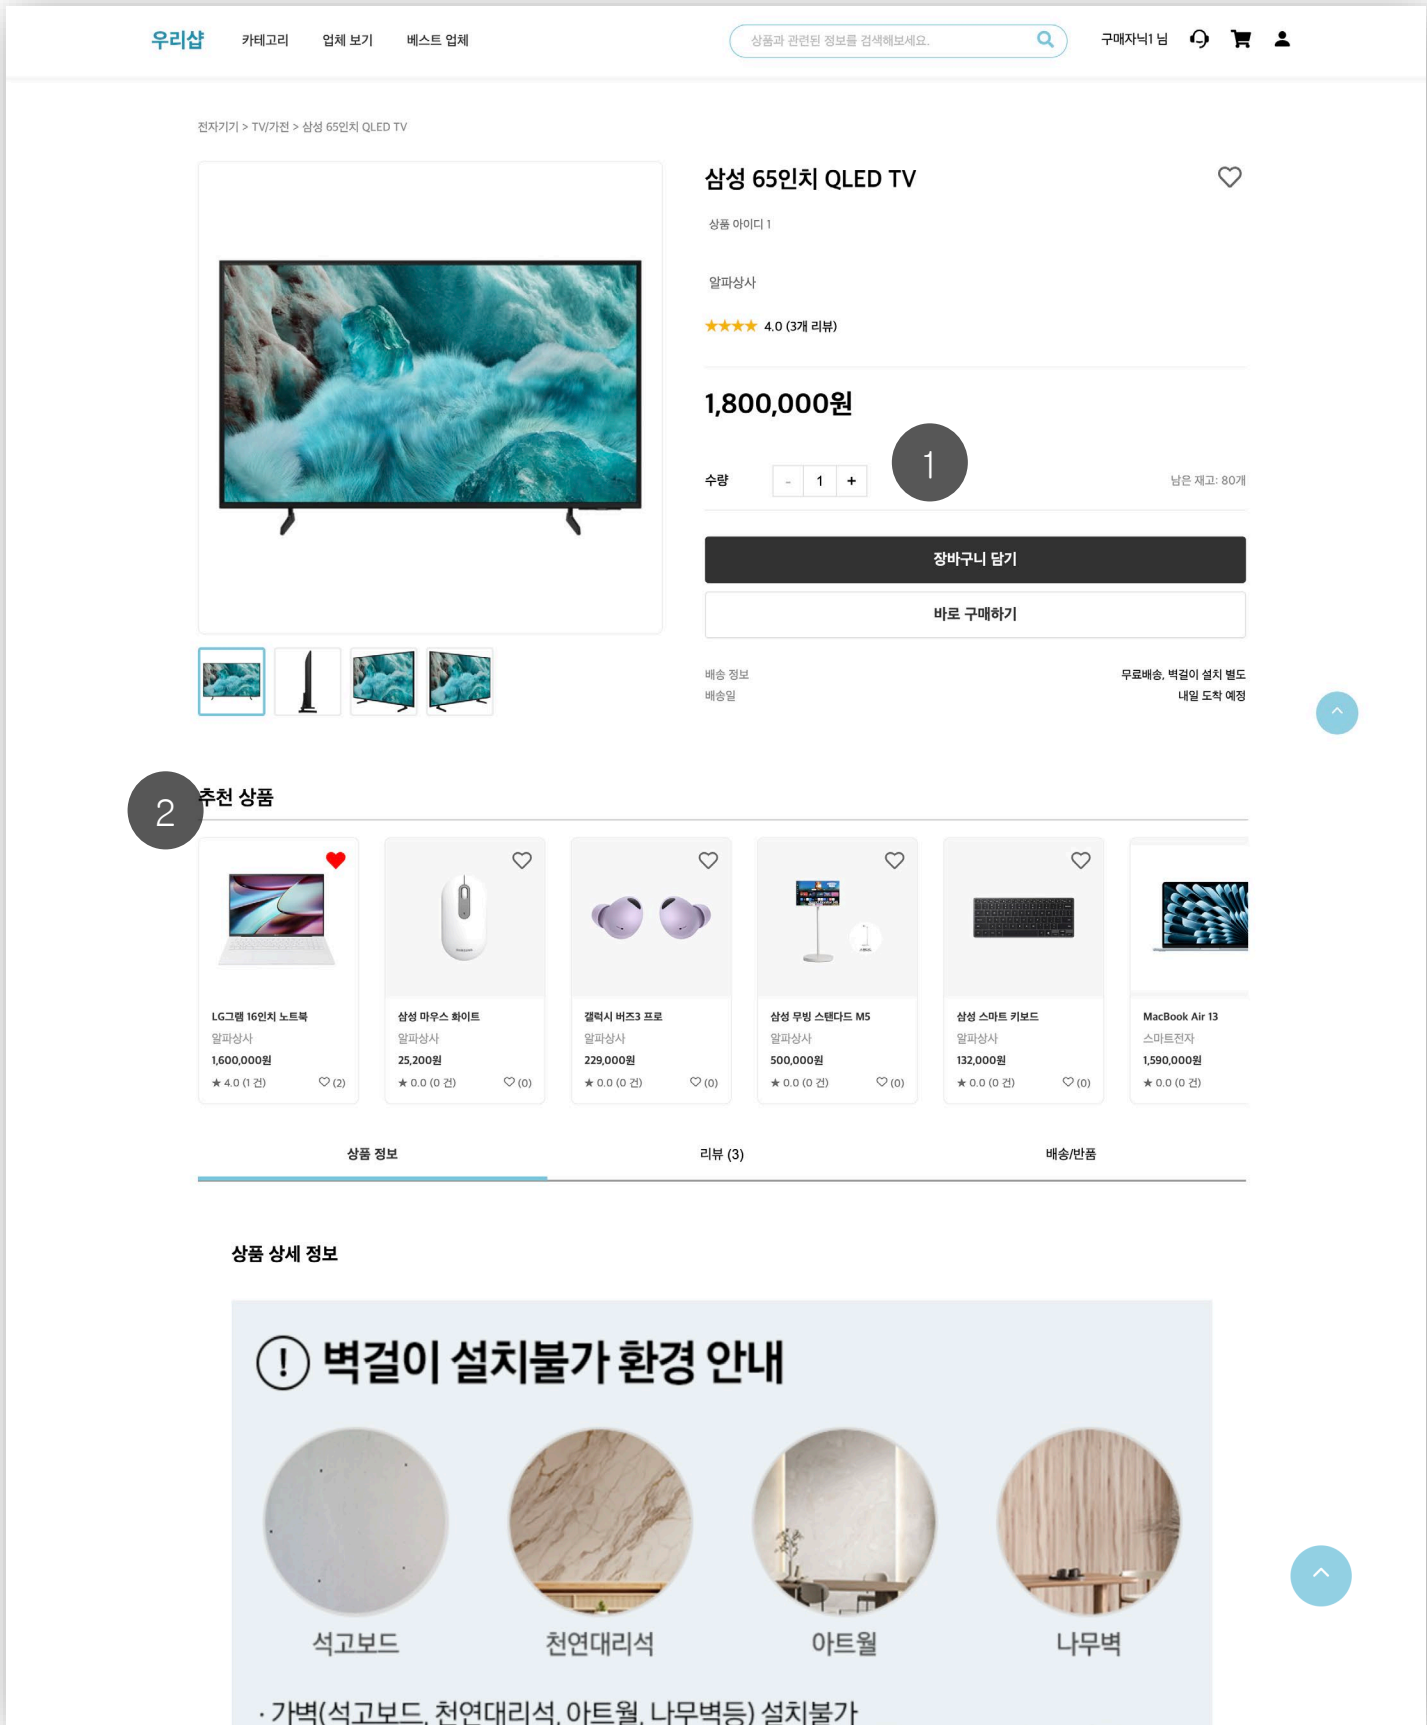 우리샵 카테고리 업체 보기 베스트 업체 상품과 관련된 정보를 검색해보세요. 구매자닉1 님
전자기기 > TV/가전 > 삼성 65인치 QLED TV
삼성 65인치 QLED TV
상품 아이디 1
알파상사
★★★★ 4.0 (3개 리뷰)
1,800,000원
1
수량 - 1 + 남은 재고: 80개
장바구니 담기
바로 구매하기
배송 정보 무료배송, 벽걸이 설치 별도
배송일 내일 도착 예정
2
추천 상품
LG그램 16인치 노트북
알파상사
1,600,000원
★ 4.0 (1 건) ♡ (2)
삼성 마우스 화이트
알파상사
25,200원
★ 0.0 (0 건) ♡ (0)
갤럭시 버즈3 프로
알파상사
229,000원
★ 0.0 (0 건) ♡ (0)
삼성 무빙 스탠다드 M5
알파상사
500,000원
★ 0.0 (0 건) ♡ (0)
삼성 스마트 키보드
알파상사
132,000원
★ 0.0 (0 건) ♡ (0)
MacBook Air 13
스마트전자
1,590,000원
★ 0.0 (0 건)
상품 정보 리뷰 (3) 배송/반품
상품 상세 정보
! 벽걸이 설치불가 환경 안내
석고보드 천연대리석 아트월 나무벽
· 가벽(석고보드, 천연대리석, 아트월, 나무벽등) 설치불가